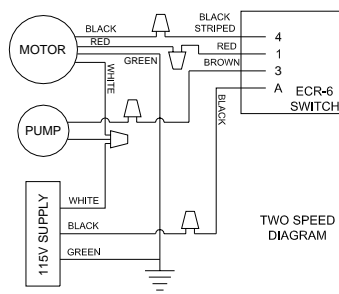 BLACK
BLACK
STRIPED
MOTOR
RED
RED
GREEN
BROWN
4
1
3
A
ECR-6
SWITCH
WHITE
PUMP
BLACK
115V SUPPLY
WHITE
BLACK
GREEN
TWO SPEED
DIAGRAM